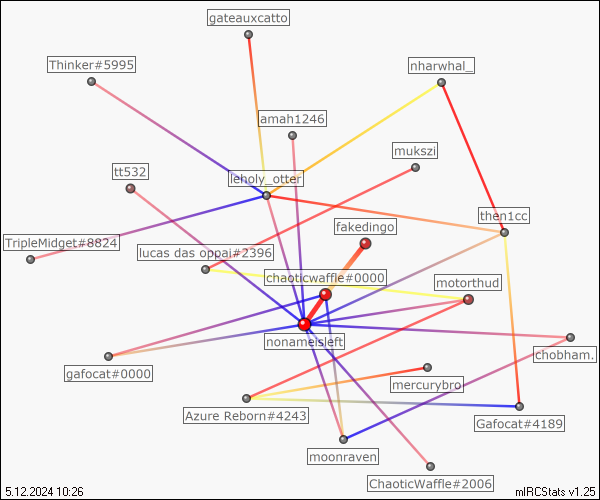 gateauxcatto
Thinker#5995
nharwhal_
amah1246
mukszi
tt532
leholy_otter
then1cc
fakedingo
TripleMidget#8824
lucas das oppai#2396
chaoticwaffle#0000
motorthud
nonameisleft
chobham.
gafocat#0000
mercurybro
Azure Reborn#4243
Gafocat#4189
moonraven
ChaoticWaffle#2006
5.12.2024 10:26
mIRCStats v1.25